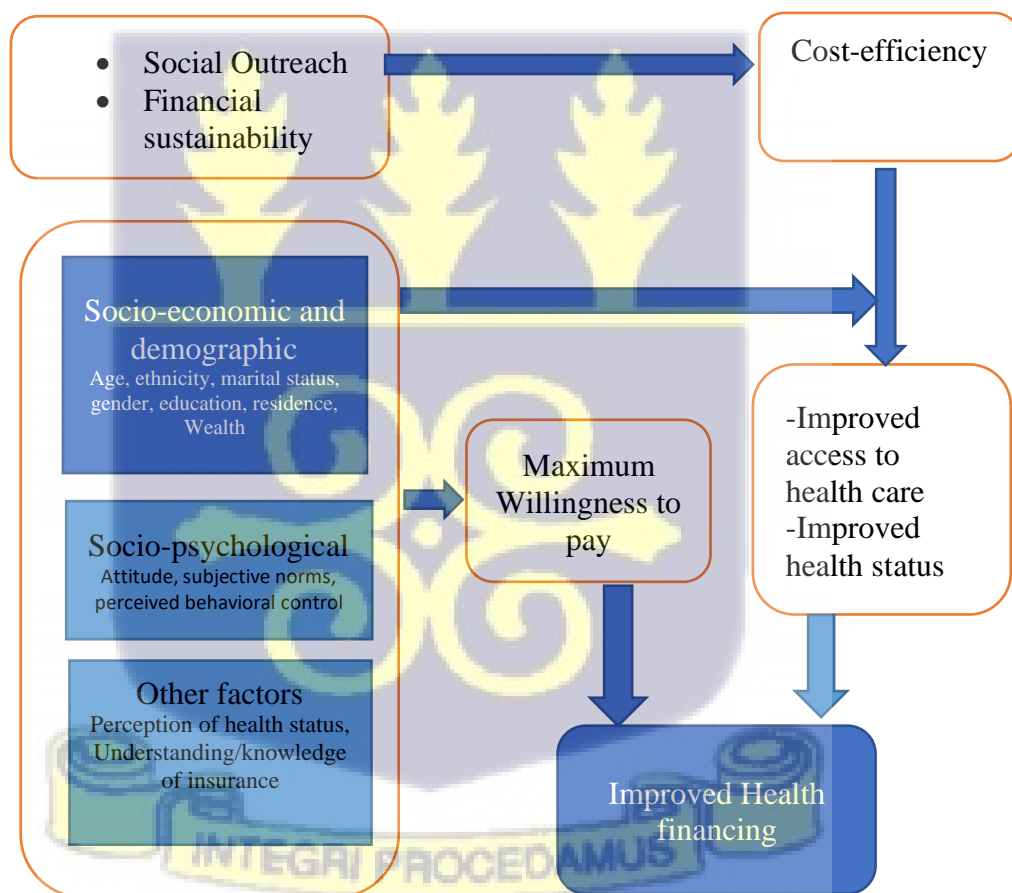 • Social Outreach
• Financial
sustainability
Cost-efficiency
Socio-economic and
demographic
Age, ethnicity, marital status,
gender, education, residence,
Wealth
Socio-psychological
Attitude, subjective norms,
perceived behavioral control
Other factors
Perception of health status,
Understanding/knowledge
of insurance
Maximum
Willingness to
pay
-Improved
access to
health care
-Improved
health status
Improved Health
financing
INTEGRI PROCEDAMUS